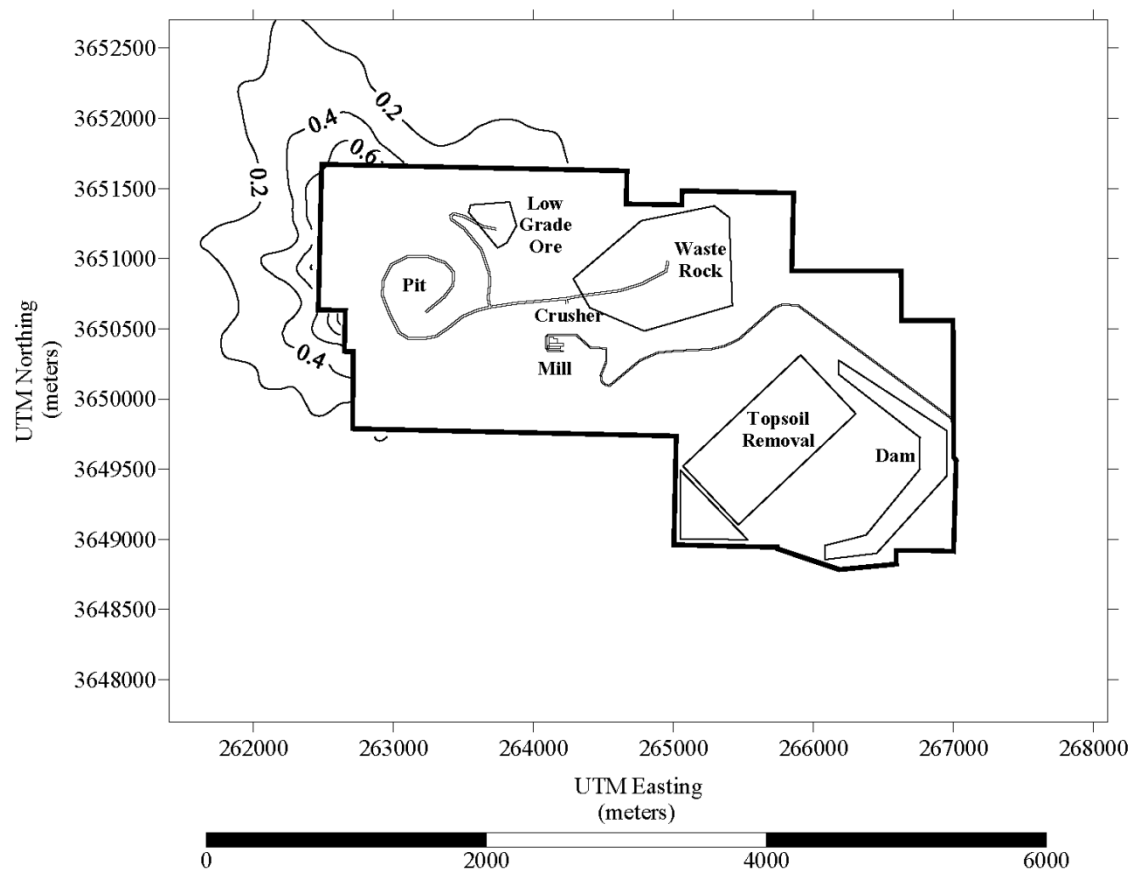 3652500
3652000
3651500
3651000
3650500
3650000
3649500
3649000
3648500
3648000
UTM Northing
(meters)
0.2
0.4
0.6
0.2
0.4
Low
Grade
Ore
Waste
Rock
Pit
Crusher
Mill
Topsoil
Removal
Dam
262000 263000 264000 265000 266000 267000 268000
UTM Easting
(meters)
0 2000 4000 6000